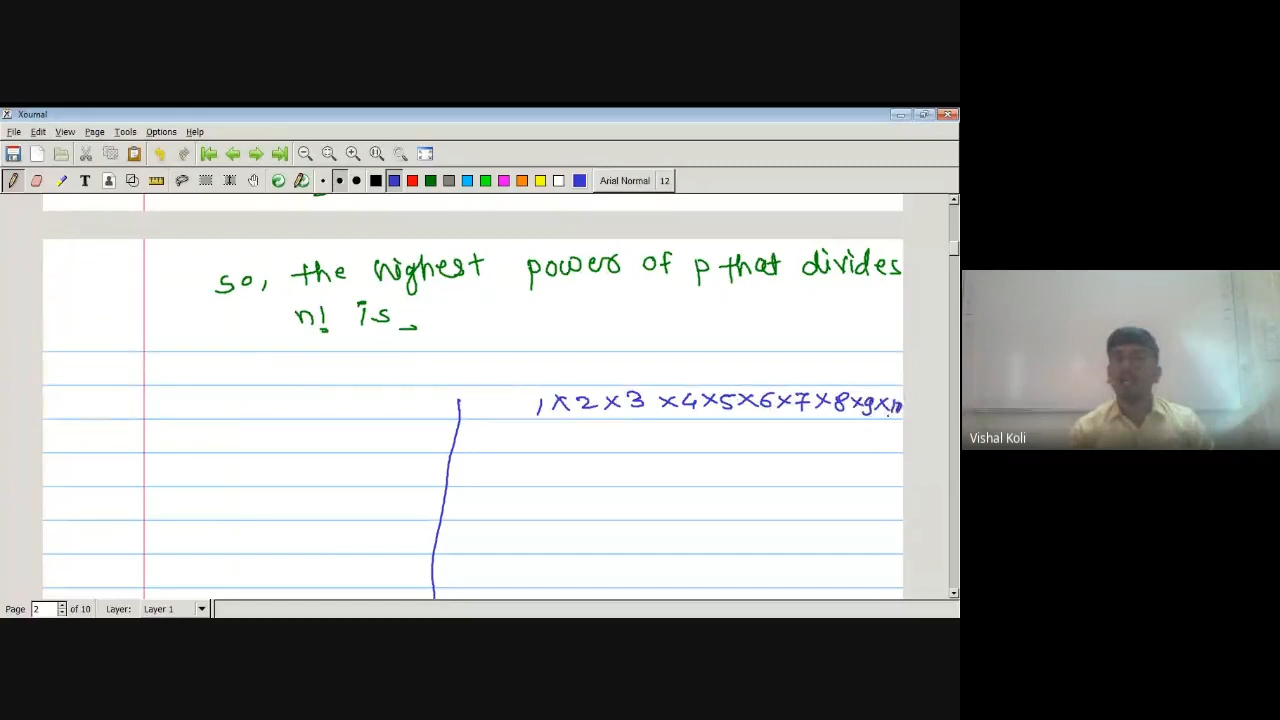 Xournal
File Edit View Page Tools Options Help
T Arial Normal 12
so, the highest power of p that divides
n! is
1 × 2 × 3 × 4 × 5 × 6 × 7 × 8 × 9 × 10
Vishal Koli
Page 2 of 10 Layer: Layer 1